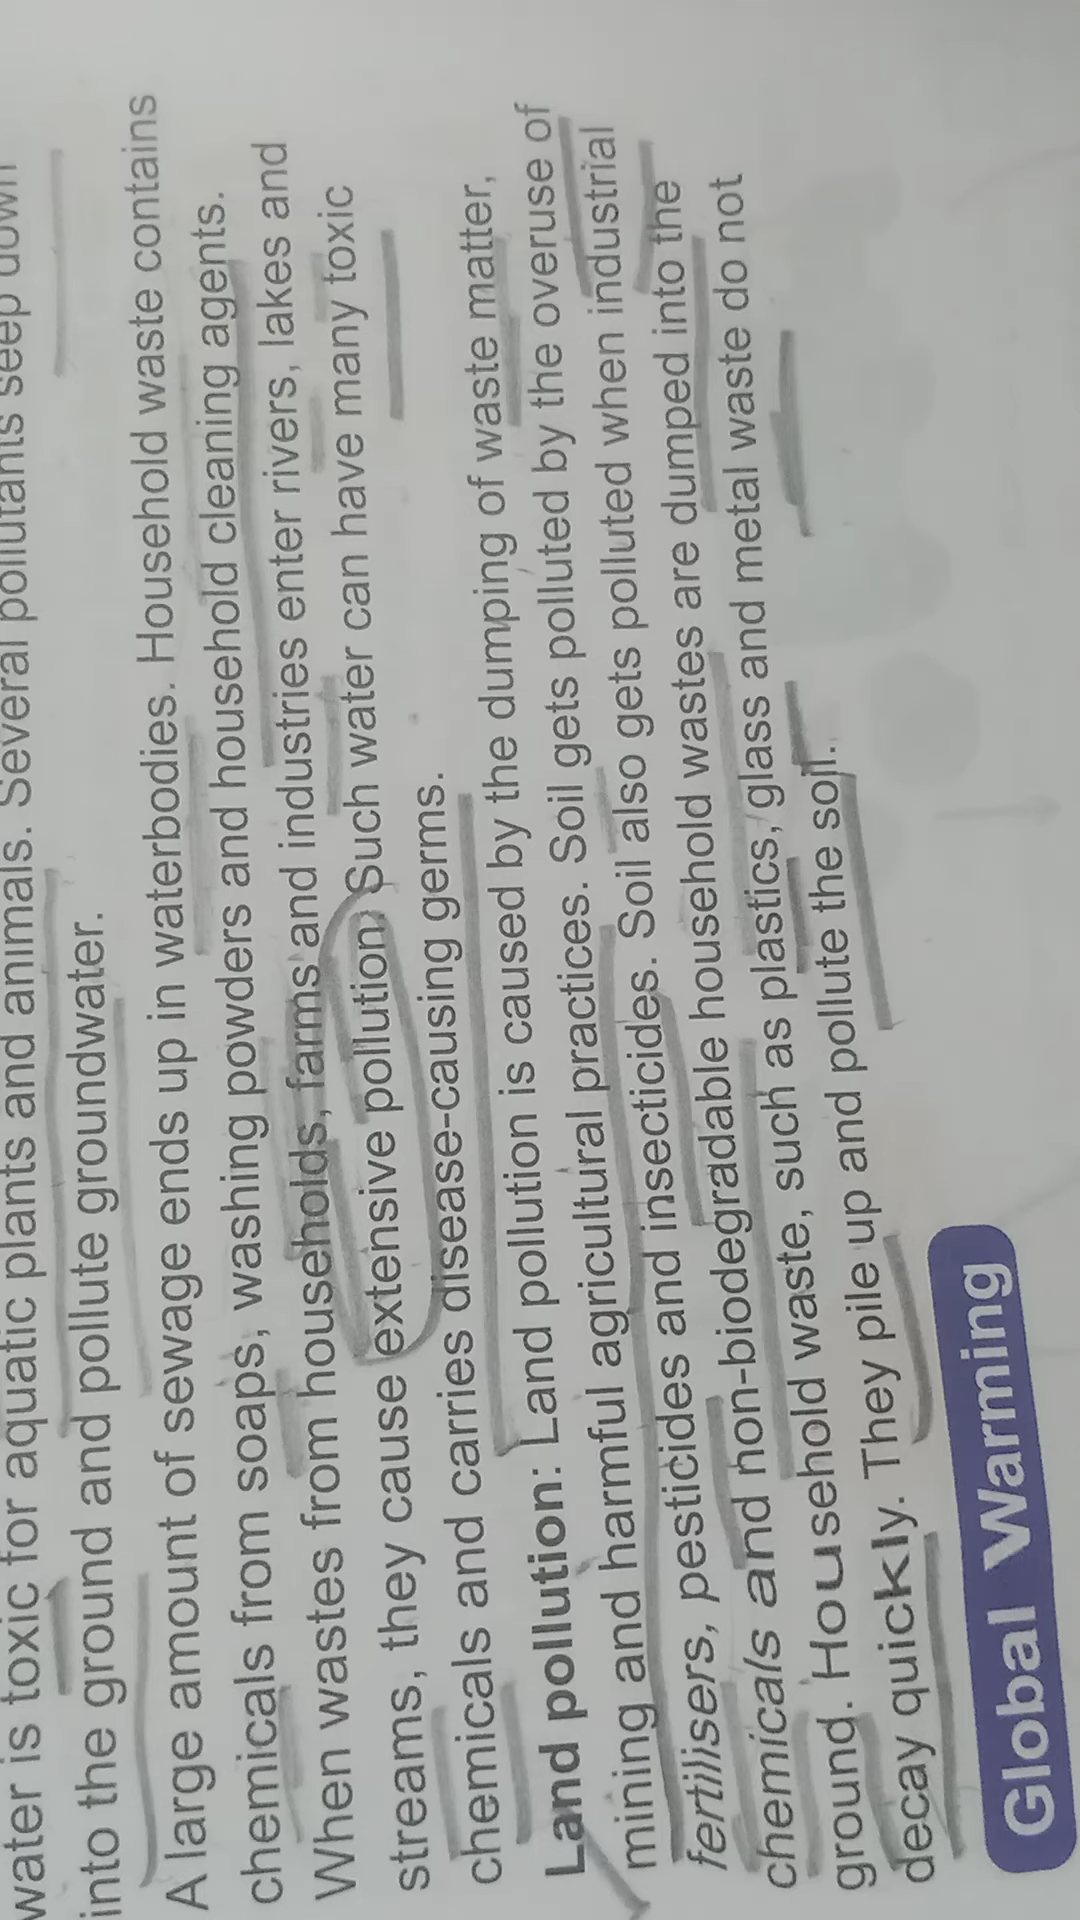 water is toxic for aquatic plants and animals. Several pollutants seep down
into the ground and pollute groundwater.
A large amount of sewage ends up in waterbodies. Household waste contains
chemicals from soaps, washing powders and household cleaning agents.
When wastes from households, farms and industries enter rivers, lakes and
streams, they cause extensive pollution. Such water can have many toxic
chemicals and carries disease-causing germs.
Land pollution: Land pollution is caused by the dumping of waste matter,
mining and harmful agricultural practices. Soil gets polluted by the overuse of
fertilisers, pesticides and insecticides. Soil also gets polluted when industrial
chemicals and non-biodegradable household wastes are dumped into the
ground. Household waste, such as plastics, glass and metal waste do not
decay quickly. They pile up and pollute the soil.
Global Warming